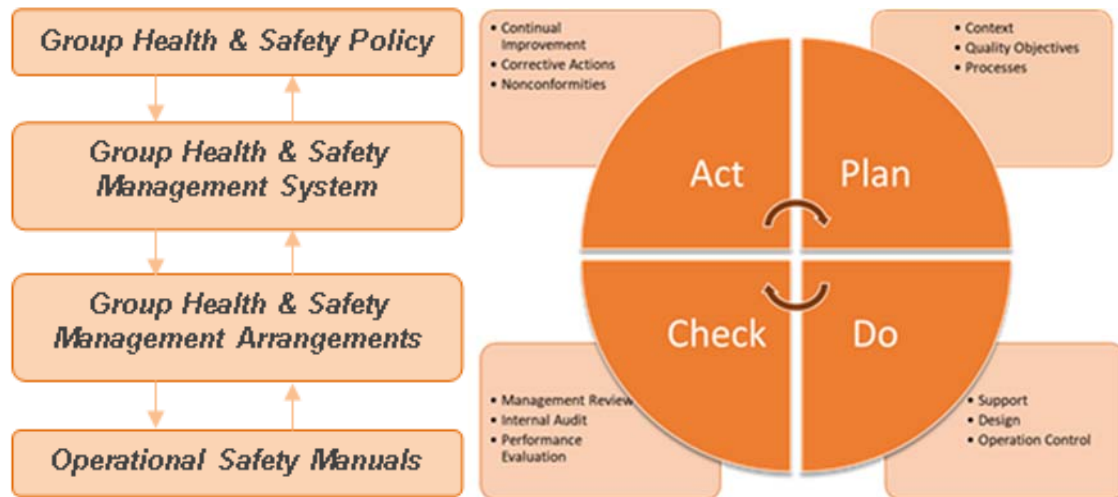 Group Health & Safety Policy
Group Health & Safety
Management System
Group Health & Safety
Management Arrangements
Operational Safety Manuals
• Continual
Improvement
• Corrective Actions
• Nonconformities
• Context
• Quality Objectives
• Processes
Act
Plan
Check
Do
• Management Review
• Internal Audit
• Performance
Evaluation
• Support
• Design
• Operation Control